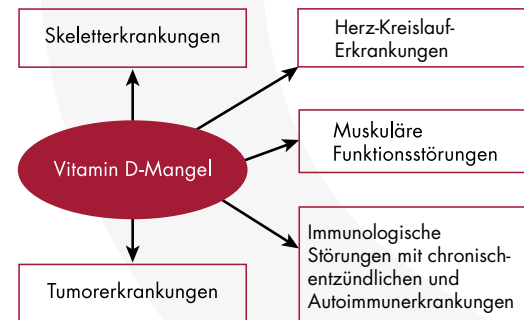 Skeletterkrankungen
Herz-Kreislauf-
Erkrankungen
Vitamin D-Mangel
Muskuläre
Funktionsstörungen
Tumorerkrankungen
Immunologische
Störungen mit chronisch-
entzündlichen und
Autoimmunerkrankungen